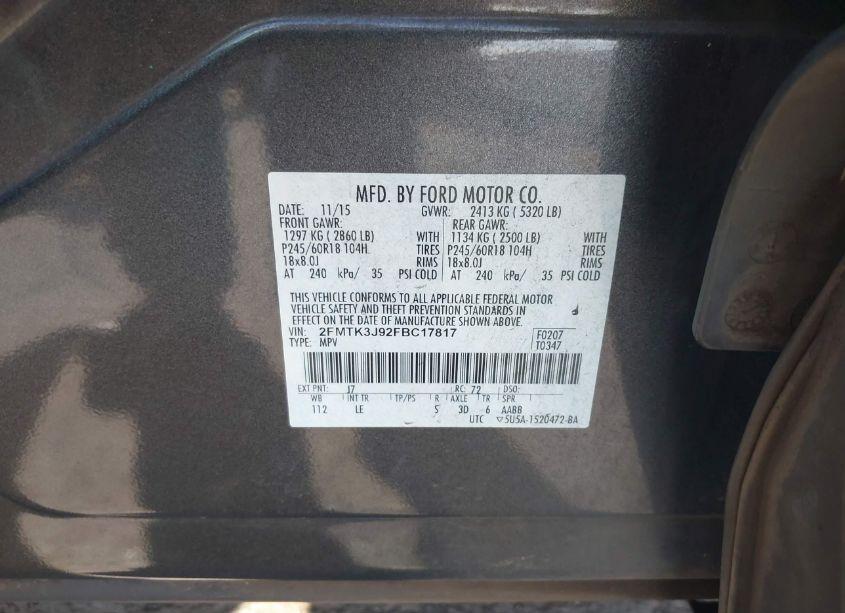 MFD. BY FORD MOTOR CO.
DATE: 11/15 GVWR: 2413 KG ( 5320 LB)
FRONT GAWR: REAR GAWR:
1297 KG ( 2860 LB) WITH 1134 KG ( 2500 LB) WITH
P245/60R18 104H TIRES P245/60R18 104H TIRES
18x8.0J RIMS 18x8.0J RIMS
AT 240 kPa/ 35 PSI COLD AT 240 kPa/ 35 PSI COLD
THIS VEHICLE CONFORMS TO ALL APPLICABLE FEDERAL MOTOR
VEHICLE SAFETY AND THEFT PREVENTION STANDARDS IN
EFFECT ON THE DATE OF MANUFACTURE SHOWN ABOVE.
VIN: 2FMTK3J92FBC17817 F0207
TYPE: MPV T0347
EXT PNT: J7 RC: 72 DSO:
WB INT TR TP/PS R AXLE TR SPR
112 LE 5 3D 6 AABB
UTC ▽5U5A-1520472-BA